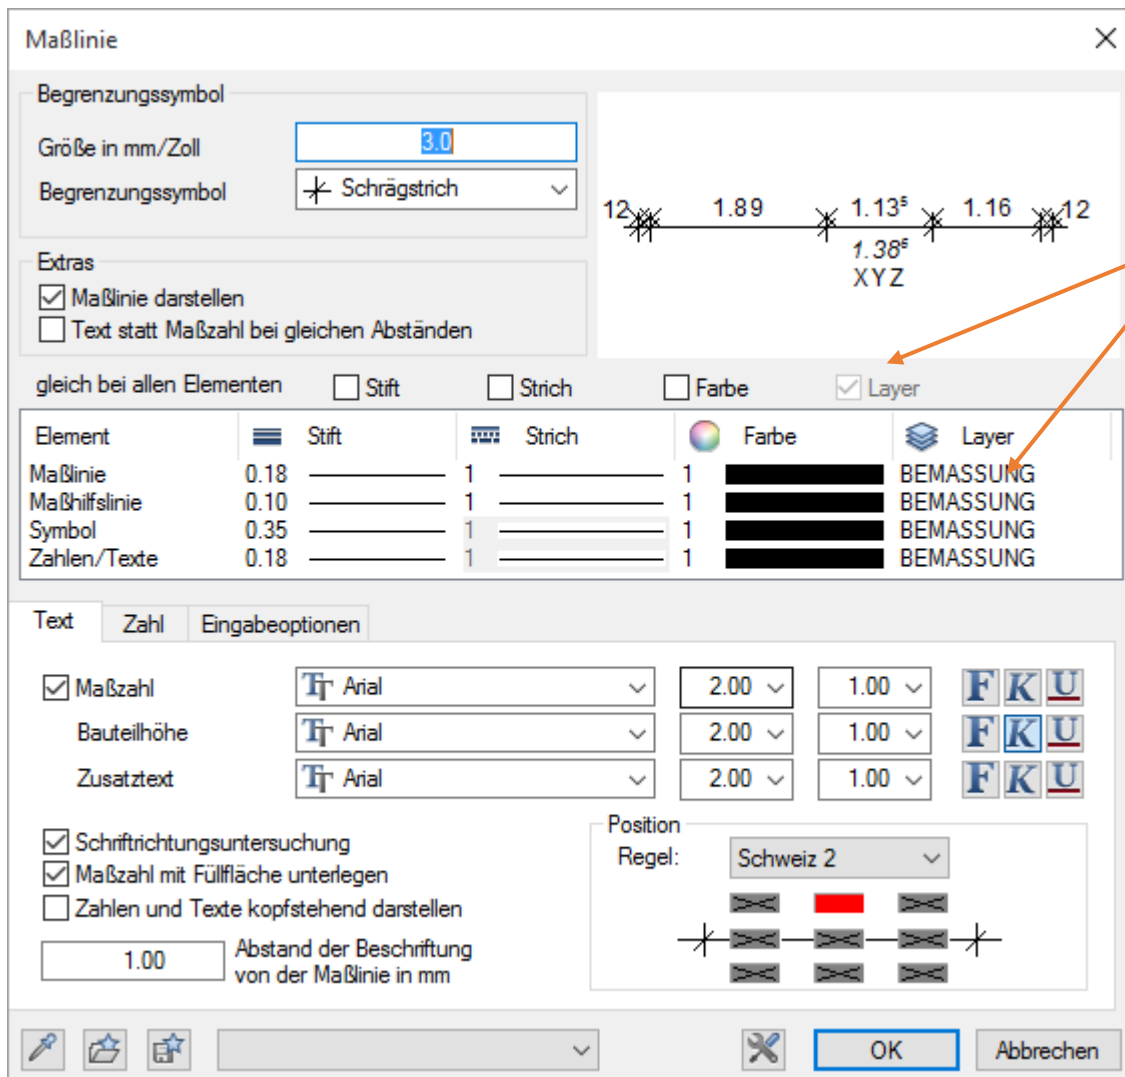 Maßlinie
Begrenzungssymbol
Größe in mm/Zoll 3.0
Begrenzungssymbol Schrägstrich
12 1.89 1.13⁵ 1.16 12
1.38⁵
XYZ
Extras
Maßlinie darstellen
Text statt Maßzahl bei gleichen Abständen
gleich bei allen Elementen Stift Strich Farbe Layer
Element Stift Strich Farbe Layer
Maßlinie 0.18 1 1 BEMASSUNG
Maßhilfslinie 0.10 1 1 BEMASSUNG
Symbol 0.35 1 1 BEMASSUNG
Zahlen/Texte 0.18 1 1 BEMASSUNG
Text Zahl Eingabeoptionen
Maßzahl Arial 2.00 1.00 F K U
Bauteilhöhe Arial 2.00 1.00 F K U
Zusatztext Arial 2.00 1.00 F K U
Schriftrichtungsuntersuchung
Maßzahl mit Füllfläche unterlegen
Zahlen und Texte kopfstehend darstellen
1.00 Abstand der Beschriftung
von der Maßlinie in mm
Position
Regel: Schweiz 2
OK Abbrechen